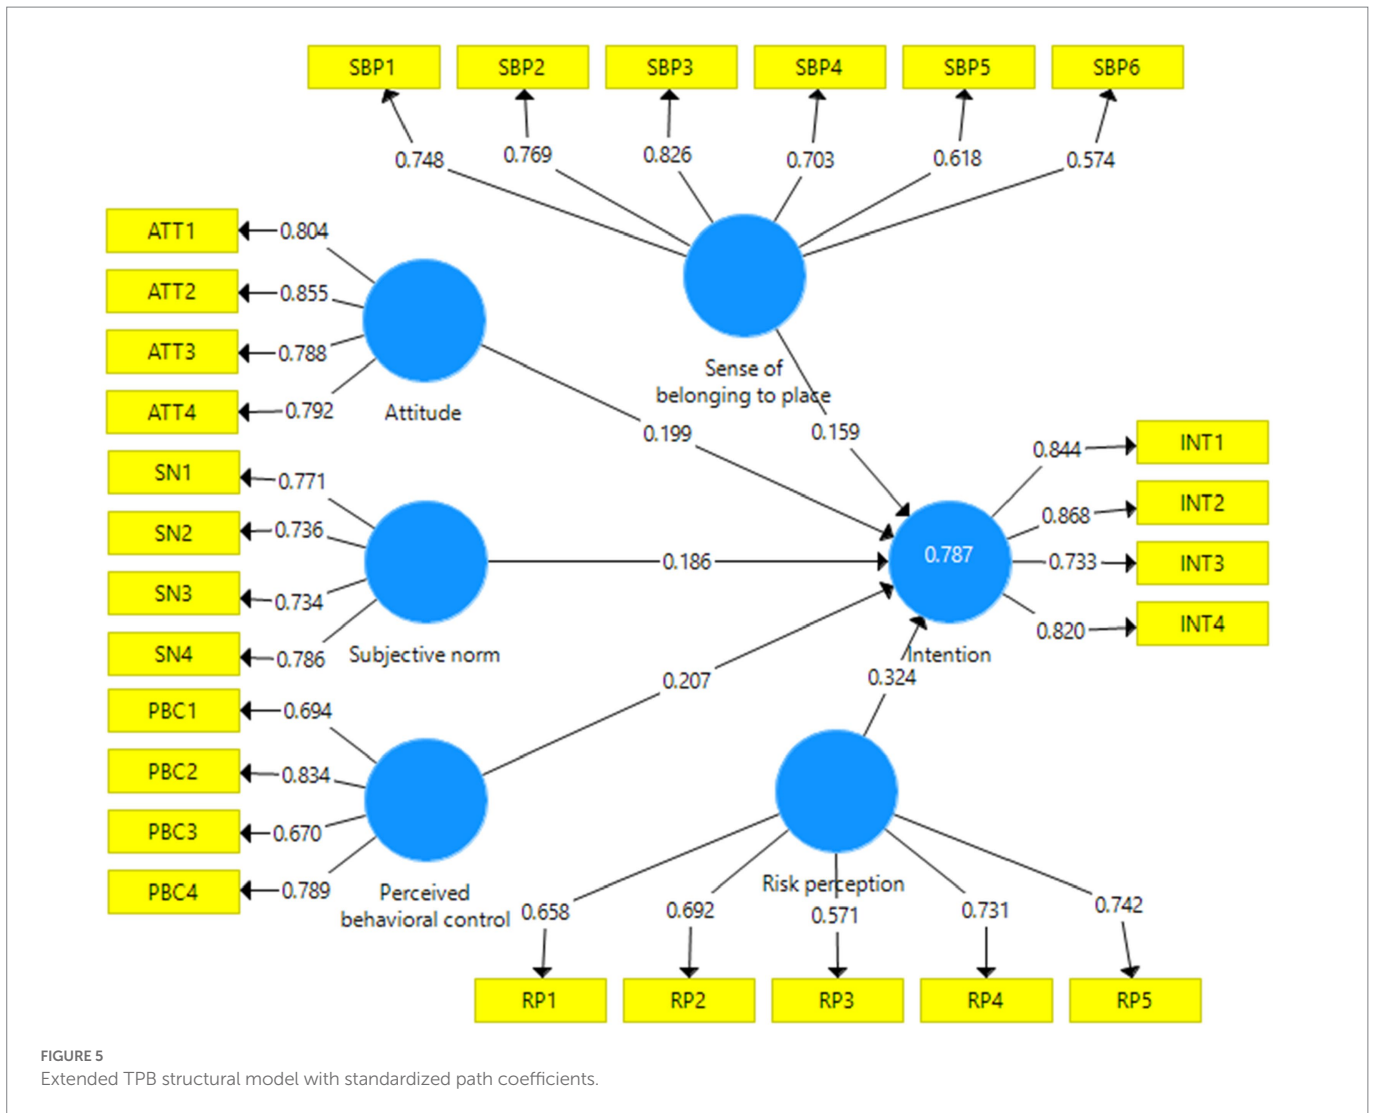 SBP1 SBP2 SBP3 SBP4 SBP5 SBP6
0.748 0.769 0.826 0.703 0.618 0.574
ATT1 0.804
ATT2 0.855
ATT3 0.788
ATT4 0.792
Attitude
Sense of
belonging to place
0.199
0.159
SN1 0.771
SN2 0.736
SN3 0.734
SN4 0.786
Subjective norm
0.186
0.787
Intention
0.844 INT1
0.868 INT2
0.733 INT3
0.820 INT4
PBC1 0.694
PBC2 0.834
PBC3 0.670
PBC4 0.789
Perceived
behavioral control
0.207
0.324
Risk perception
0.658 0.692 0.571 0.731 0.742
RP1 RP2 RP3 RP4 RP5
FIGURE 5
Extended TPB structural model with standardized path coefficients.